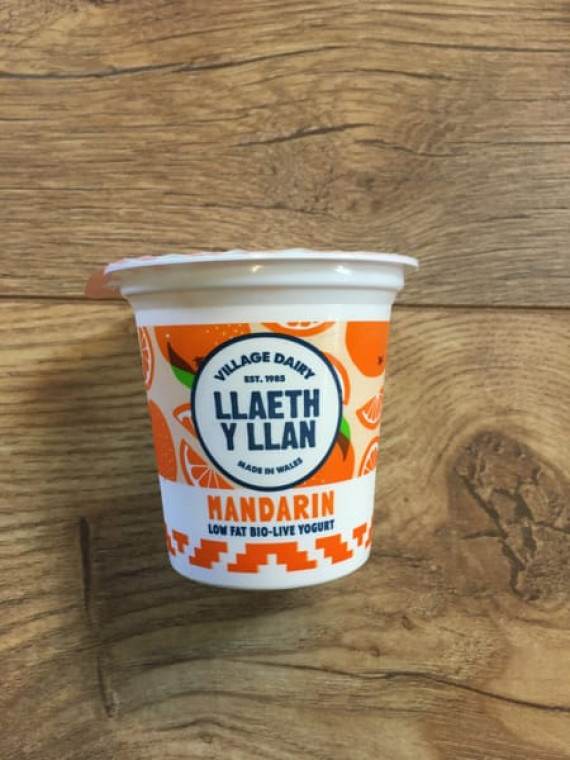 VILLAGE DAIRY
EST. 1985
LLAETH
Y LLAN
MADE IN WALES
MANDARIN
LOW FAT BIO-LIVE YOGURT